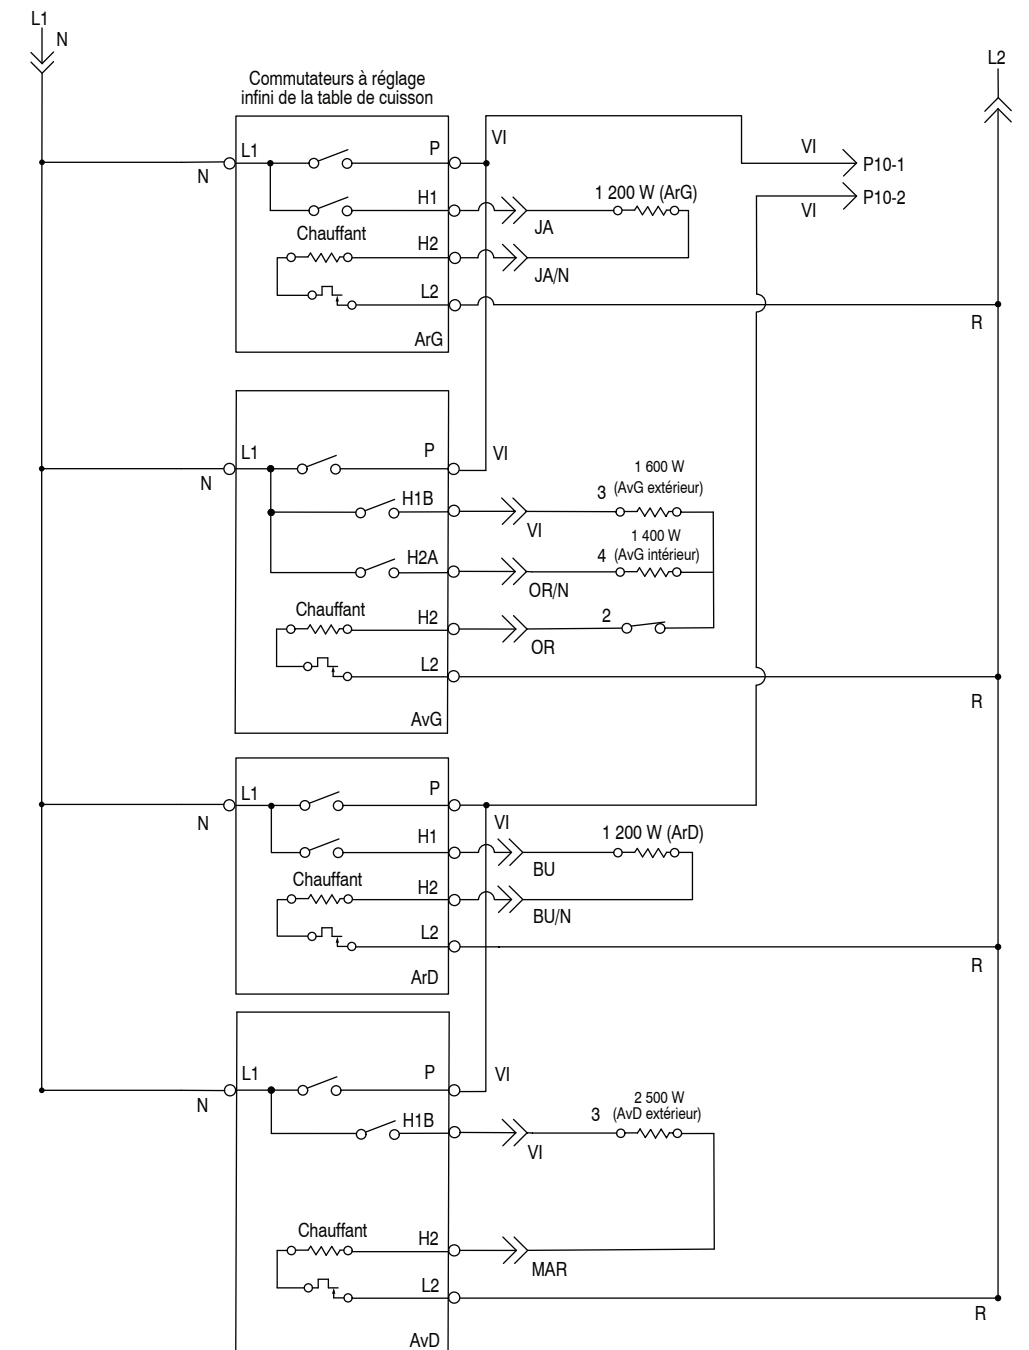 L1
N
L2
Commutateurs à réglage
infini de la table de cuisson
L1
P
VI
VI
P10-1
N
H1
1 200 W (ArG)
VI
P10-2
JA
Chauffant
H2
JA/N
L2
R
ArG
L1
P
VI
N
1 600 W
3 (AvG extérieur)
H1B
VI
1 400 W
4 (AvG intérieur)
H2A
OR/N
Chauffant
H2
2
OR
L2
R
AvG
L1
P
N
VI
H1
1 200 W (ArD)
BU
Chauffant
H2
BU/N
L2
R
ArD
L1
P
VI
N
2 500 W
3 (AvD extérieur)
H1B
VI
Chauffant
H2
MAR
L2
R
AvD